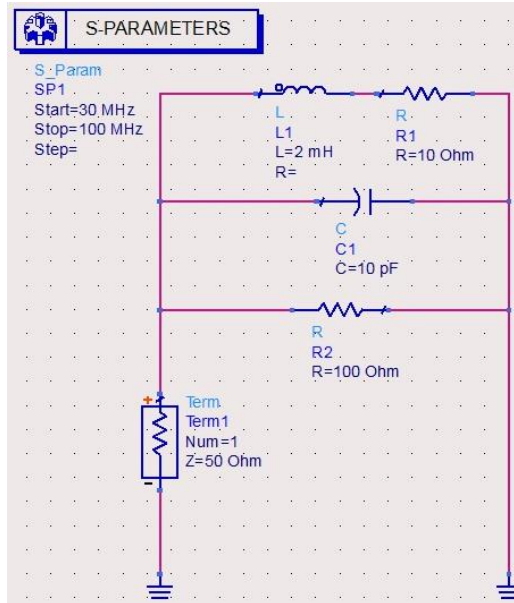 S-PARAMETERS
S_Param
SP1
Start=30 MHz
Stop=100 MHz
Step=
L
L1
L=2 mH
R=
R
R1
R=10 Ohm
C
C1
C=10 pF
R
R2
R=100 Ohm
+
Term
Term1
Num=1
Z=50 Ohm
-